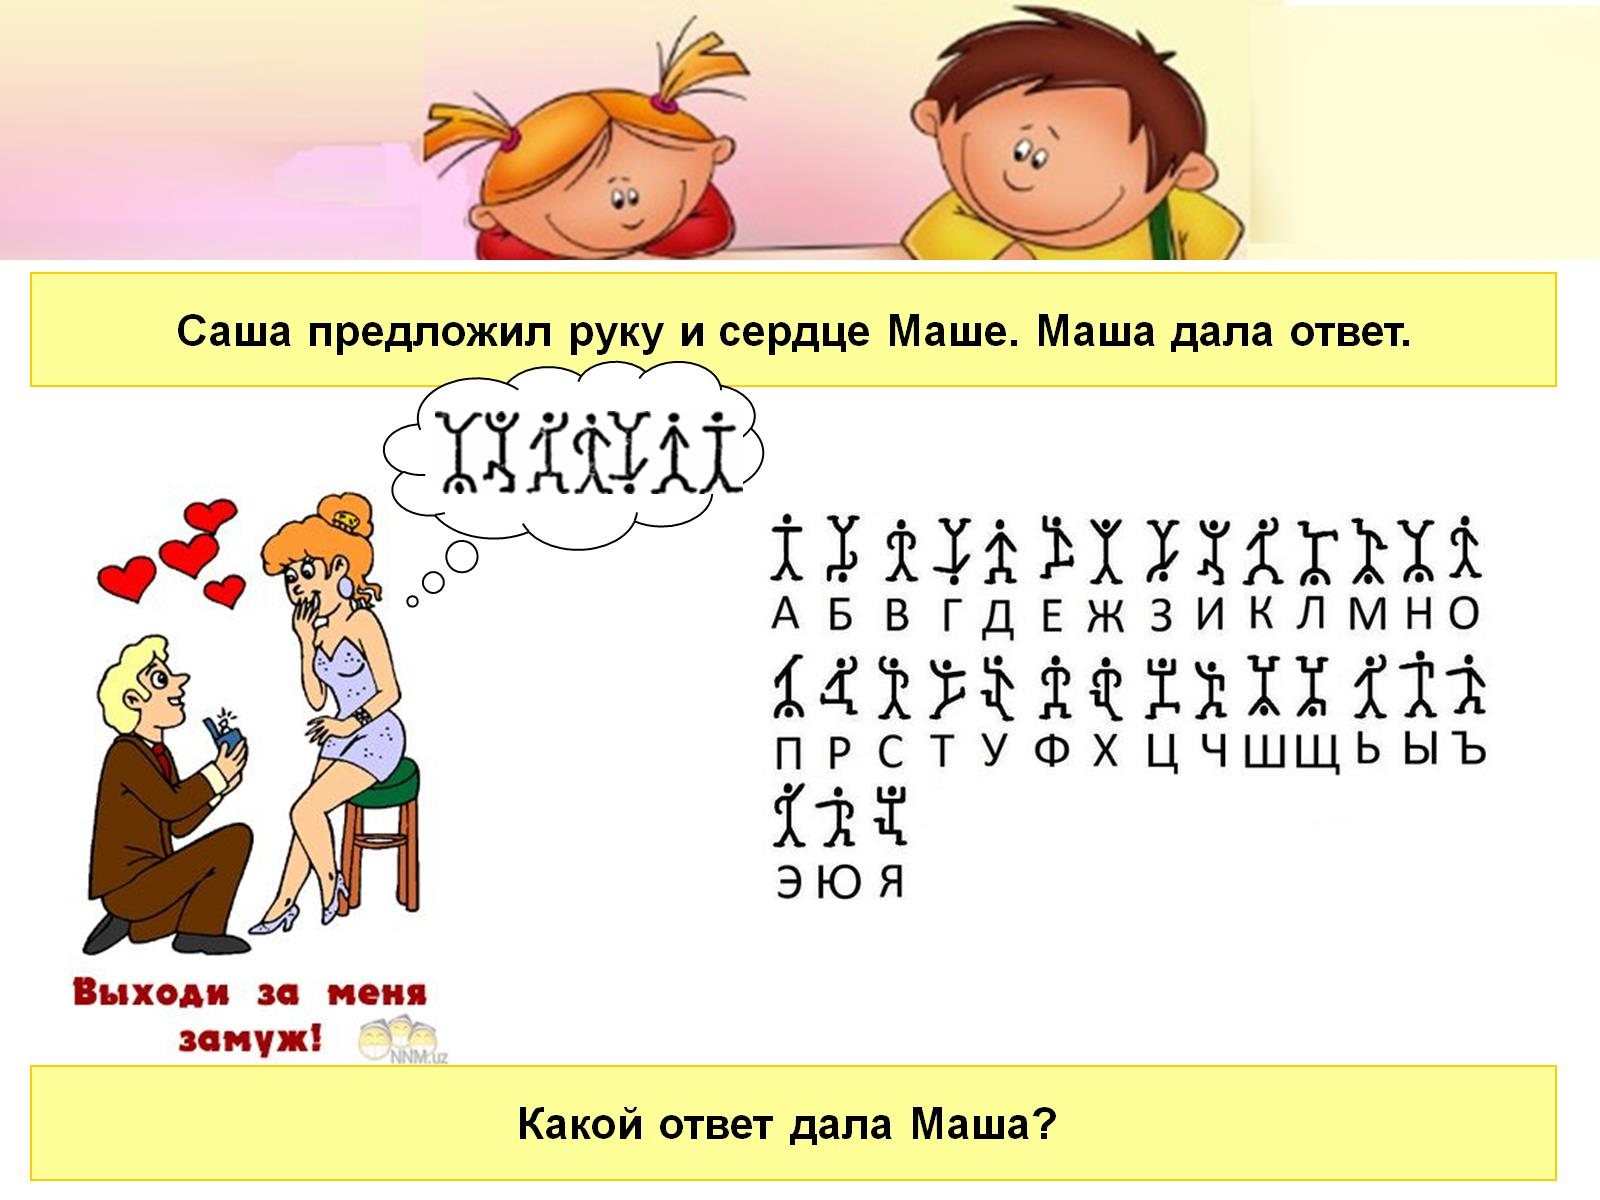 Саша предложил руку и сердце Маше. Маша дала ответ.
А Б В Г Д Е Ж З И К Л М Н О
П Р С Т У Ф Х Ц Ч Ш Щ Ь Ы Ъ
Э Ю Я
Выходи за меня
замуж!
NNM.uz
Какой ответ дала Маша?